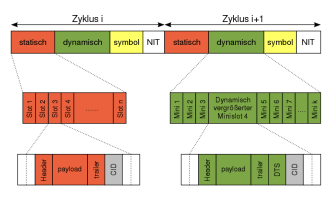 Zyklus i Zyklus i+1
statisch dynamisch symbol NIT statisch dynamisch symbol NIT
Slot 1 Slot 2 Slot 3 Slot 4 ........ Slot n
Mini 1 Mini 2 Mini 3 Dynamisch vergrößerter Minislot 4 Mini 5 Mini 6 Mini 7 .... Mini k
Header payload trailer CID
Header payload trailer DTS CID